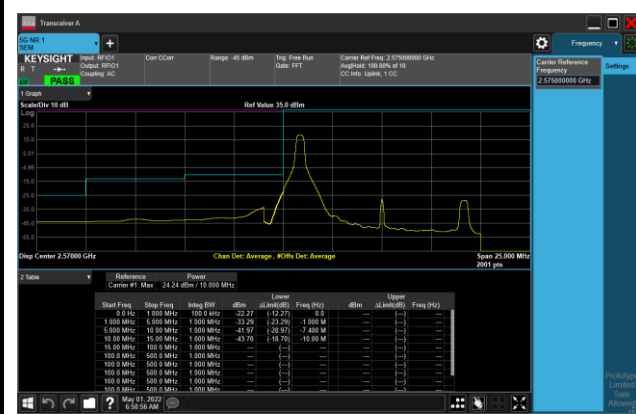 Transceiver A
5G NR 1
SEM
Frequency
KEYSIGHT
Input: RFIO1
Output: RFIO1
Coupling: AC
Corr CCorr
Range: -45 dBm
Trig: Free Run
Gate: FFT
Carrier Ref Freq: 2.575000000 GHz
Avg|Hold: 100.00% of 10
CC Info: Uplink, 1 CC
R T
PASS
Carrier Reference
Frequency
2.575000000 GHz
Settings
1 Graph
Scale/Div 10 dB
Ref Value 35.0 dBm
Log
25.0
15.0
5.01
-4.99
-15.0
-25.0
-35.0
-45.0
-55.0
Disp Center 2.57000 GHz
Chan Det: Average, #Offs Det: Average
Span 25.000 MHz
2001 pts
2 Table
Reference Power
Carrier #1: Max 24.24 dBm / 10.000 MHz
Lower Upper
Start Freq Stop Freq Integ BW dBm ΔLimit(dB) Freq (Hz) dBm ΔLimit(dB) Freq (Hz)
0.0 Hz 1.000 MHz 100.0 kHz -22.27 (-12.27) 0.0 --- (---) ---
1.000 MHz 5.000 MHz 1.000 MHz -33.29 (-23.29) -1.000 M --- (---) ---
5.000 MHz 10.00 MHz 1.000 MHz -41.97 (-28.97) -7.400 M --- (---) ---
10.00 MHz 15.00 MHz 1.000 MHz -43.70 (-18.70) -10.00 M --- (---) ---
15.00 MHz 100.0 MHz 1.000 MHz --- (---) --- --- (---) ---
100.0 MHz 500.0 MHz 1.000 MHz --- (---) --- --- (---) ---
100.0 MHz 500.0 MHz 1.000 MHz --- (---) --- --- (---) ---
100.0 MHz 500.0 MHz 1.000 MHz --- (---) --- --- (---) ---
100.0 MHz 500.0 MHz 1.000 MHz --- (---) --- --- (---) ---
100.0 MHz 500.0 MHz 1.000 MHz --- (---) --- --- (---) ---
May 01, 2022
6:50:56 AM
Prototype
Limited
Sale
Allowed